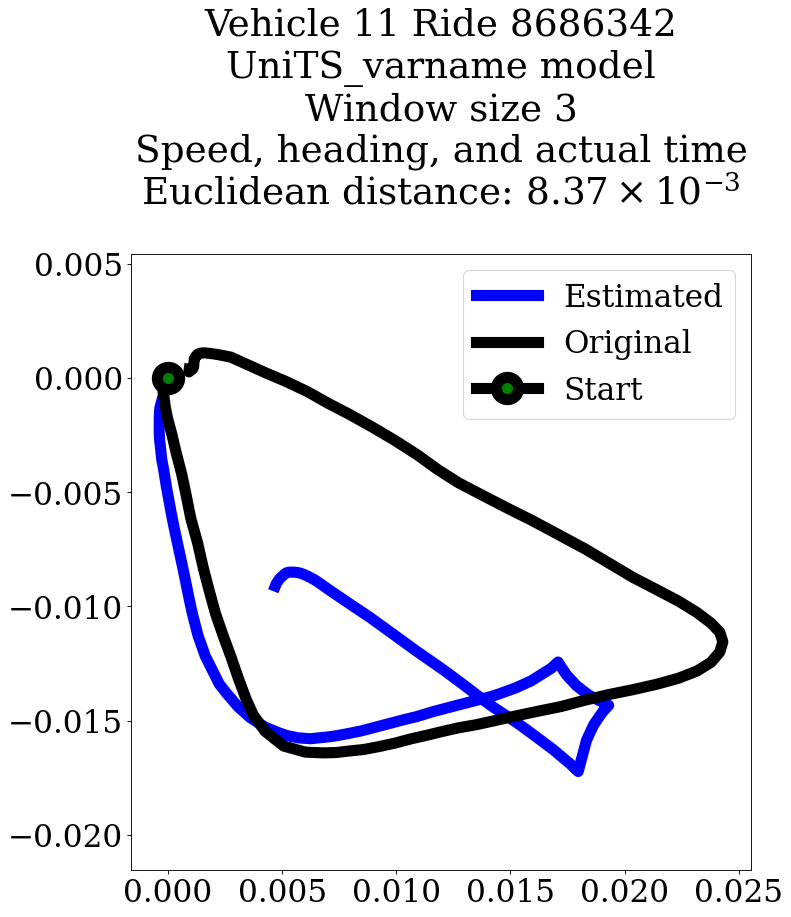 Vehicle 11 Ride 8686342
UniTS_varname model
Window size 3
Speed, heading, and actual time
Euclidean distance: 8.37 × 10⁻³
Estimated
Original
Start
0.005
0.000
−0.005
−0.010
−0.015
−0.020
0.000 0.005 0.010 0.015 0.020 0.025